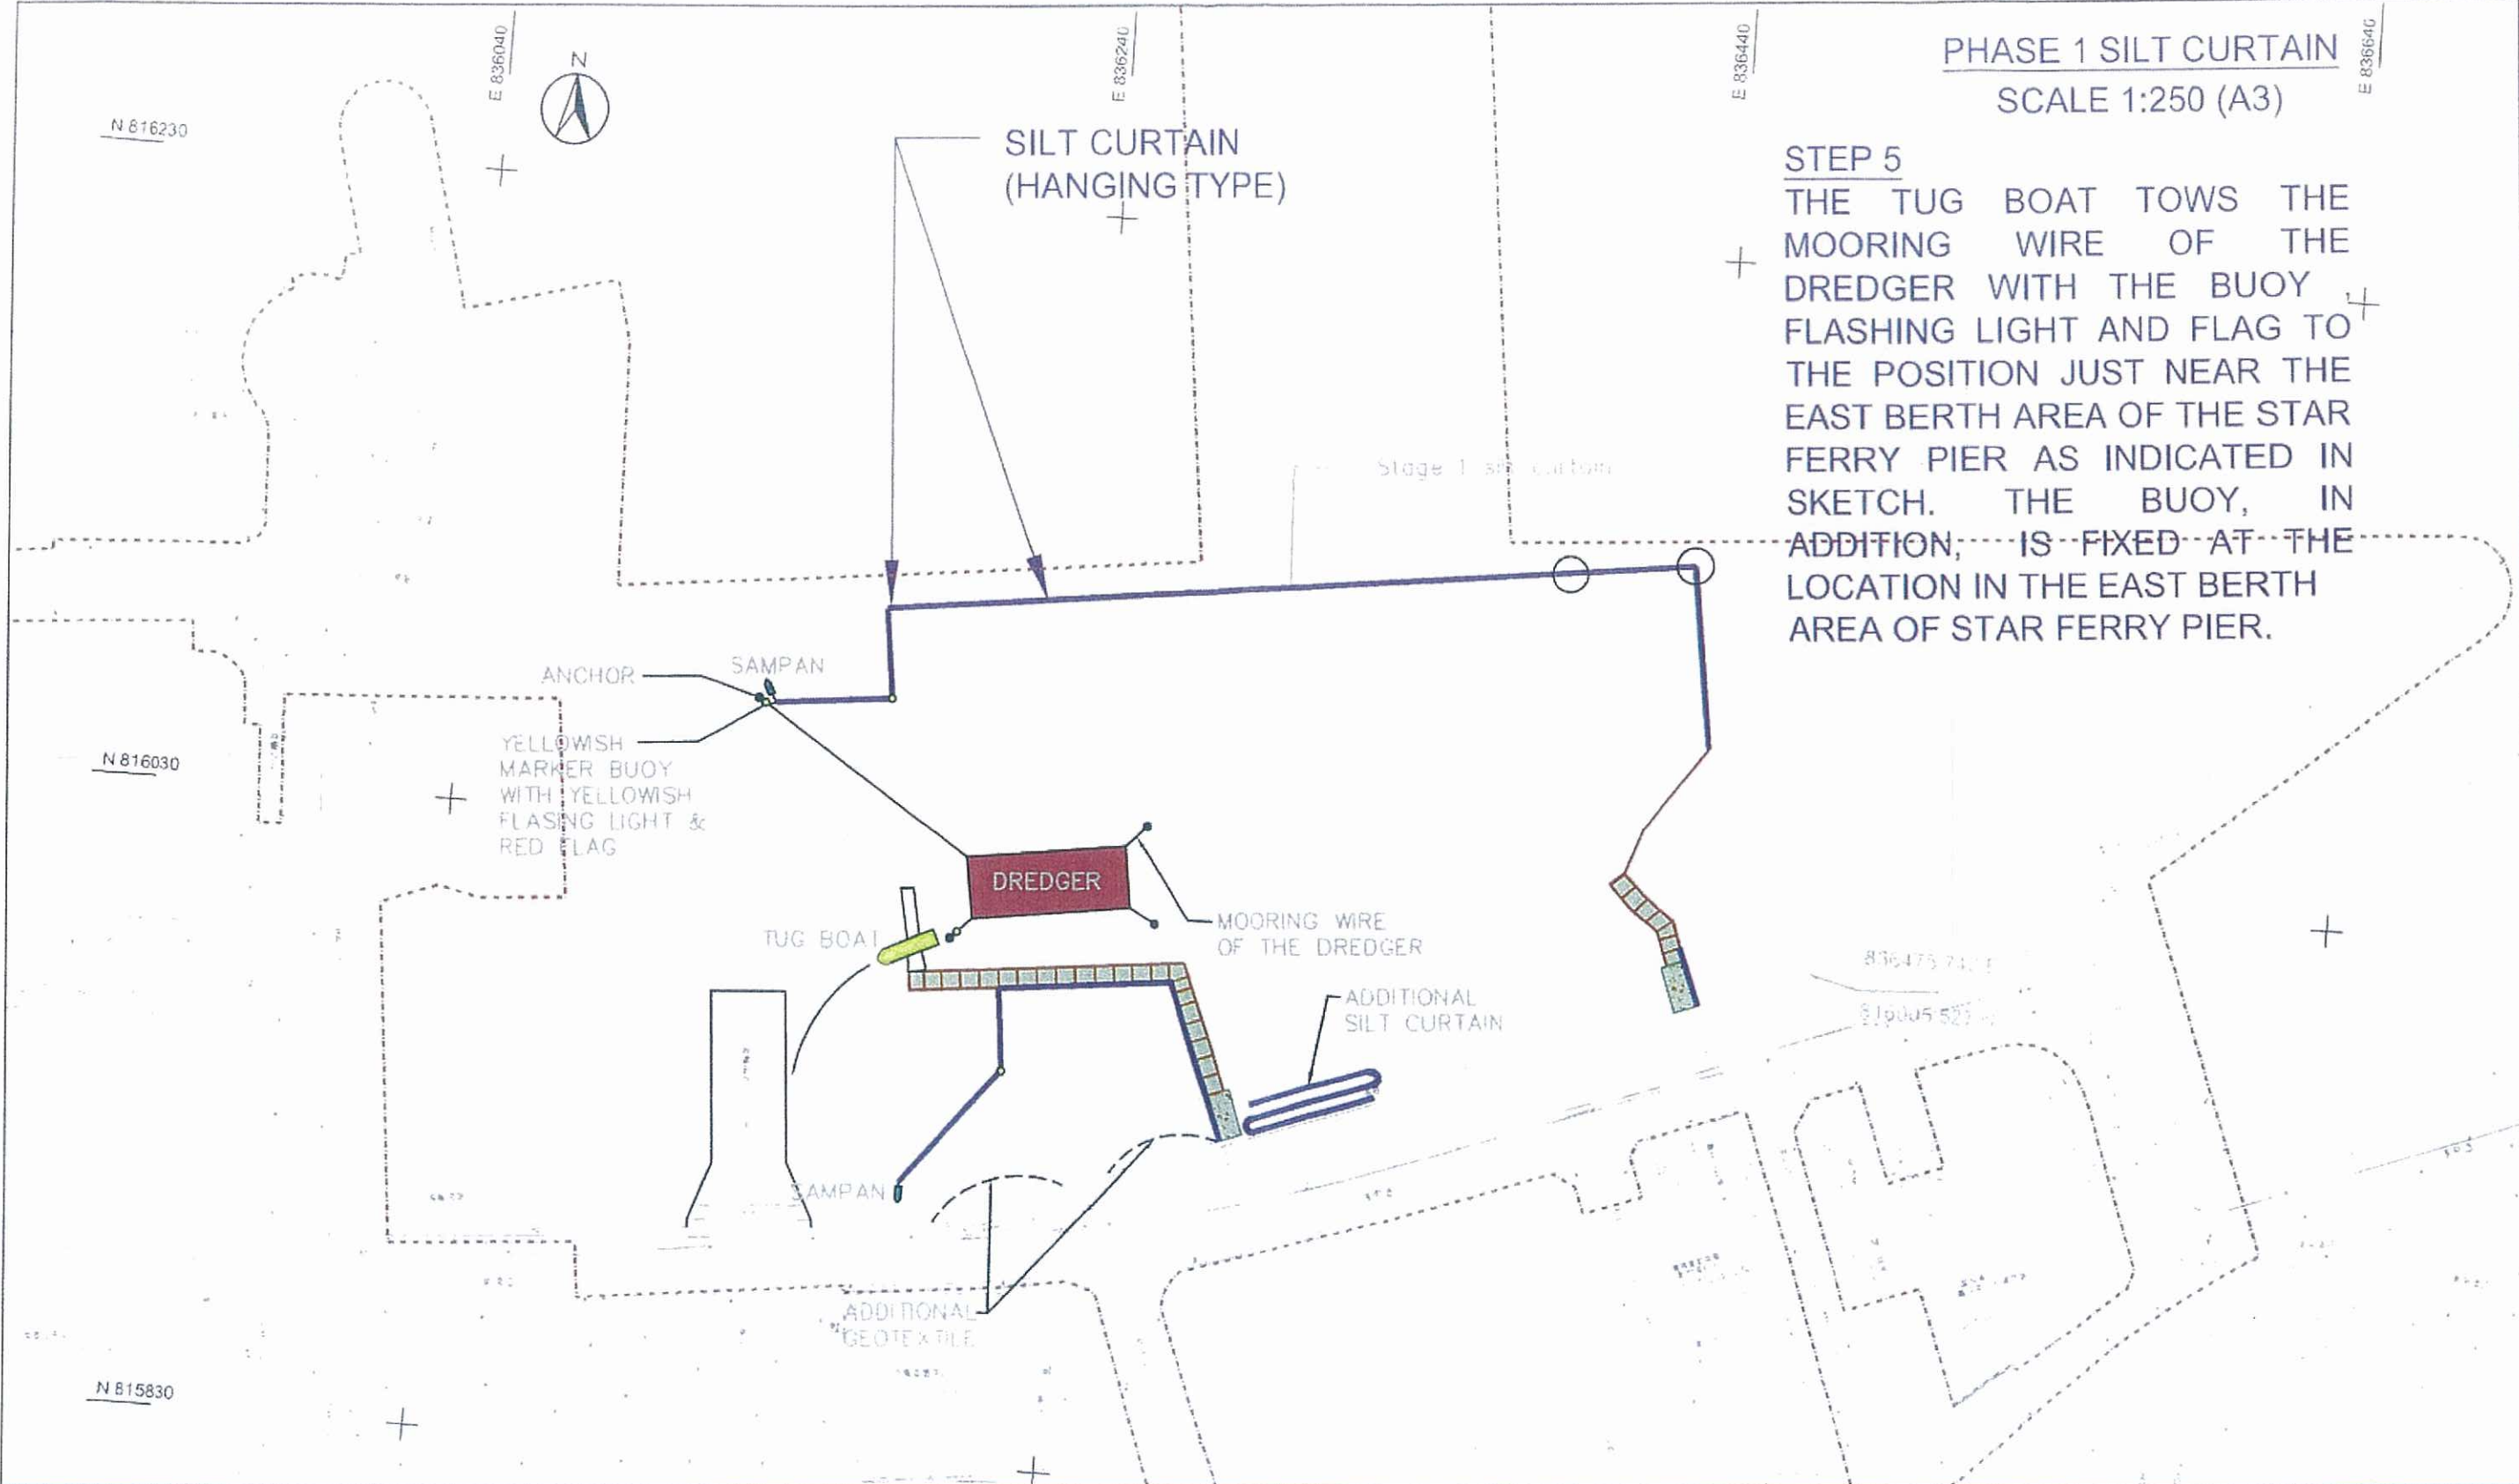 E 836040
E 836240
E 836440
E 836640
PHASE 1 SILT CURTAIN
SCALE 1:250 (A3)
N 816230
N
SILT CURTAIN
(HANGING TYPE)
STEP 5
THE TUG BOAT TOWS THE
MOORING WIRE OF THE
DREDGER WITH THE BUOY ,
FLASHING LIGHT AND FLAG TO
THE POSITION JUST NEAR THE
EAST BERTH AREA OF THE STAR
FERRY PIER AS INDICATED IN
SKETCH. THE BUOY, IN
ADDITION, IS FIXED AT THE
LOCATION IN THE EAST BERTH
AREA OF STAR FERRY PIER.
Stage 1 silt curtain
ANCHOR
SAMPAN
N 816030
YELLOWISH
MARKER BUOY
WITH YELLOWISH
FLASING LIGHT &
RED FLAG
DREDGER
TUG BOAT
MOORING WIRE
OF THE DREDGER
ADDITIONAL
SILT CURTAIN
SAMPAN
ADDITIONAL
GEOTEXTILE
N 815830